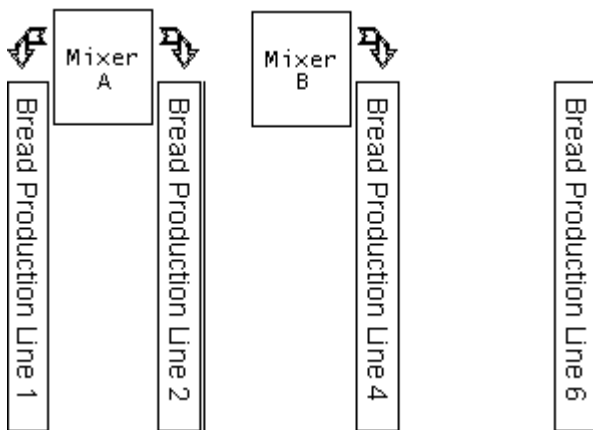 Mixer
A
Mixer
B
Bread Production Line 1
Bread Production Line 2
Bread Production Line 4
Bread Production Line 6